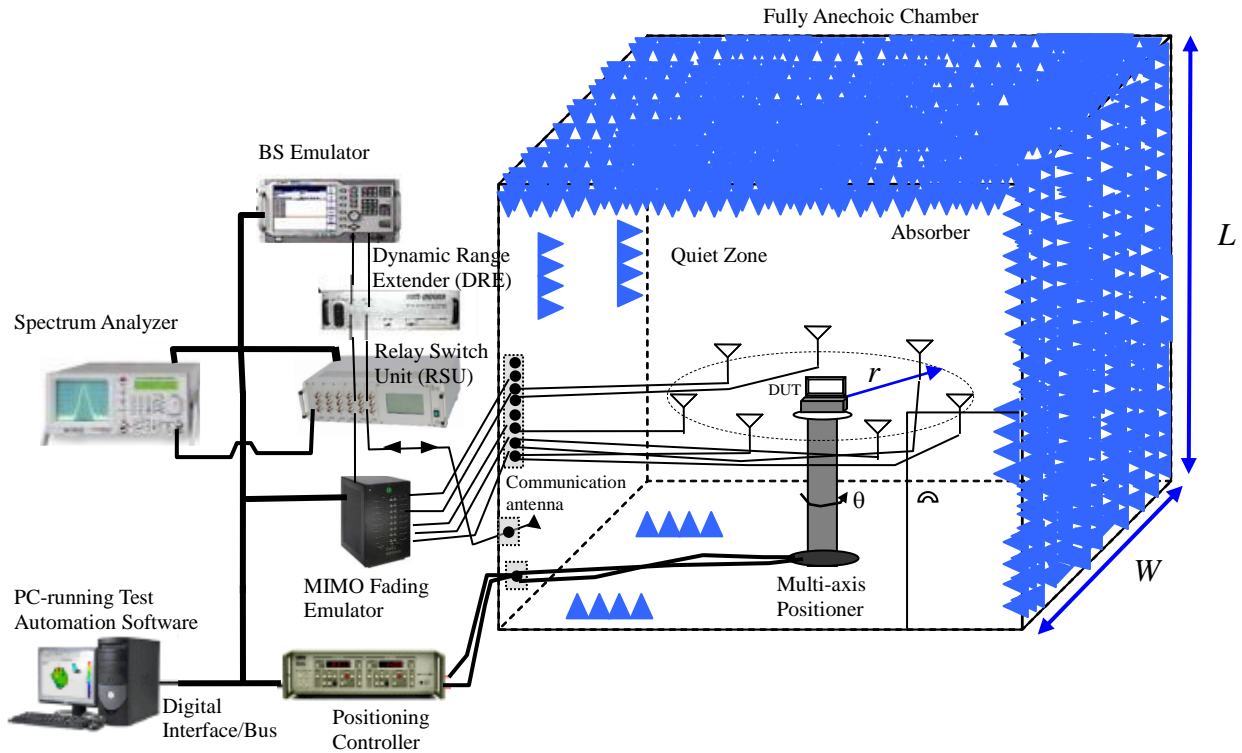 Fully Anechoic Chamber
BS Emulator
Absorber
L
Dynamic Range
Extender (DRE)
Quiet Zone
Spectrum Analyzer
Relay Switch
Unit (RSU)
r
DUT
Communication
antenna
θ
MIMO Fading
Emulator
Multi-axis
Positioner
W
PC-running Test
Automation Software
Digital
Interface/Bus
Positioning
Controller